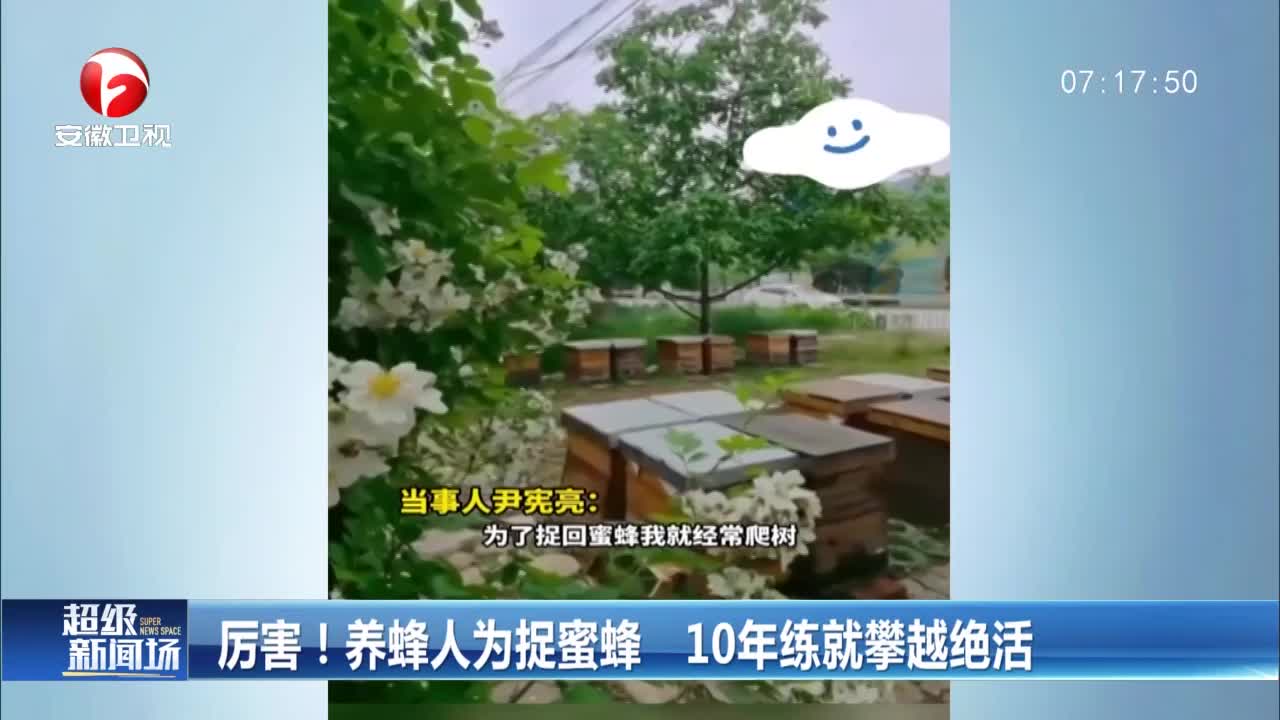 安徽卫视
07:17:50
当事人尹宪亮：
为了捉回蜜蜂我就经常爬树
超级
新闻场
SUPER
NEWS SPACE
厉害！养蜂人为捉蜜蜂 10年练就攀越绝活